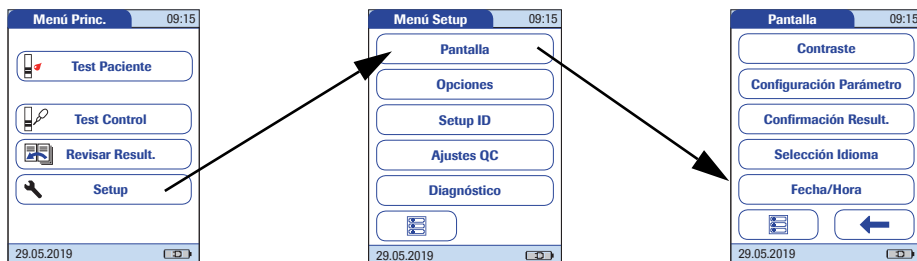 Menú Princ. 09:15
Test Paciente
Test Control
Revisar Result.
Setup
29.05.2019
Menú Setup 09:15
Pantalla
Opciones
Setup ID
Ajustes QC
Diagnóstico
29.05.2019
Pantalla 09:15
Contraste
Configuración Parámetro
Confirmación Result.
Selección Idioma
Fecha/Hora
29.05.2019